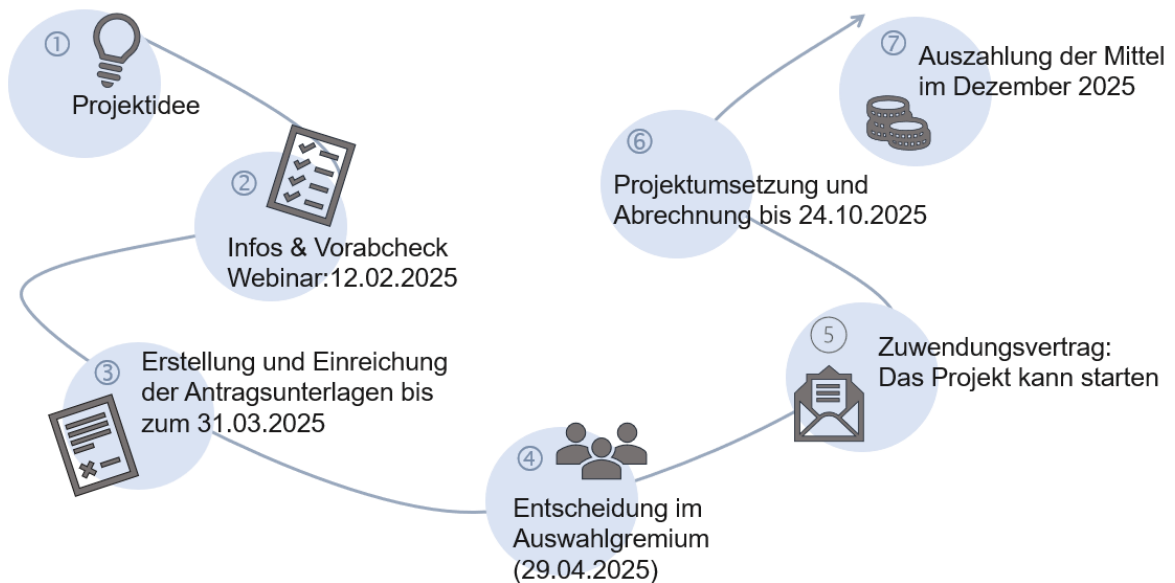 ①
Projektidee
②
Infos & Vorabcheck
Webinar:12.02.2025
③
Erstellung und Einreichung
der Antragsunterlagen bis
zum 31.03.2025
④
Entscheidung im
Auswahlgremium
(29.04.2025)
⑤
Zuwendungsvertrag:
Das Projekt kann starten
⑥
Projektumsetzung und
Abrechnung bis 24.10.2025
⑦
Auszahlung der Mittel
im Dezember 2025